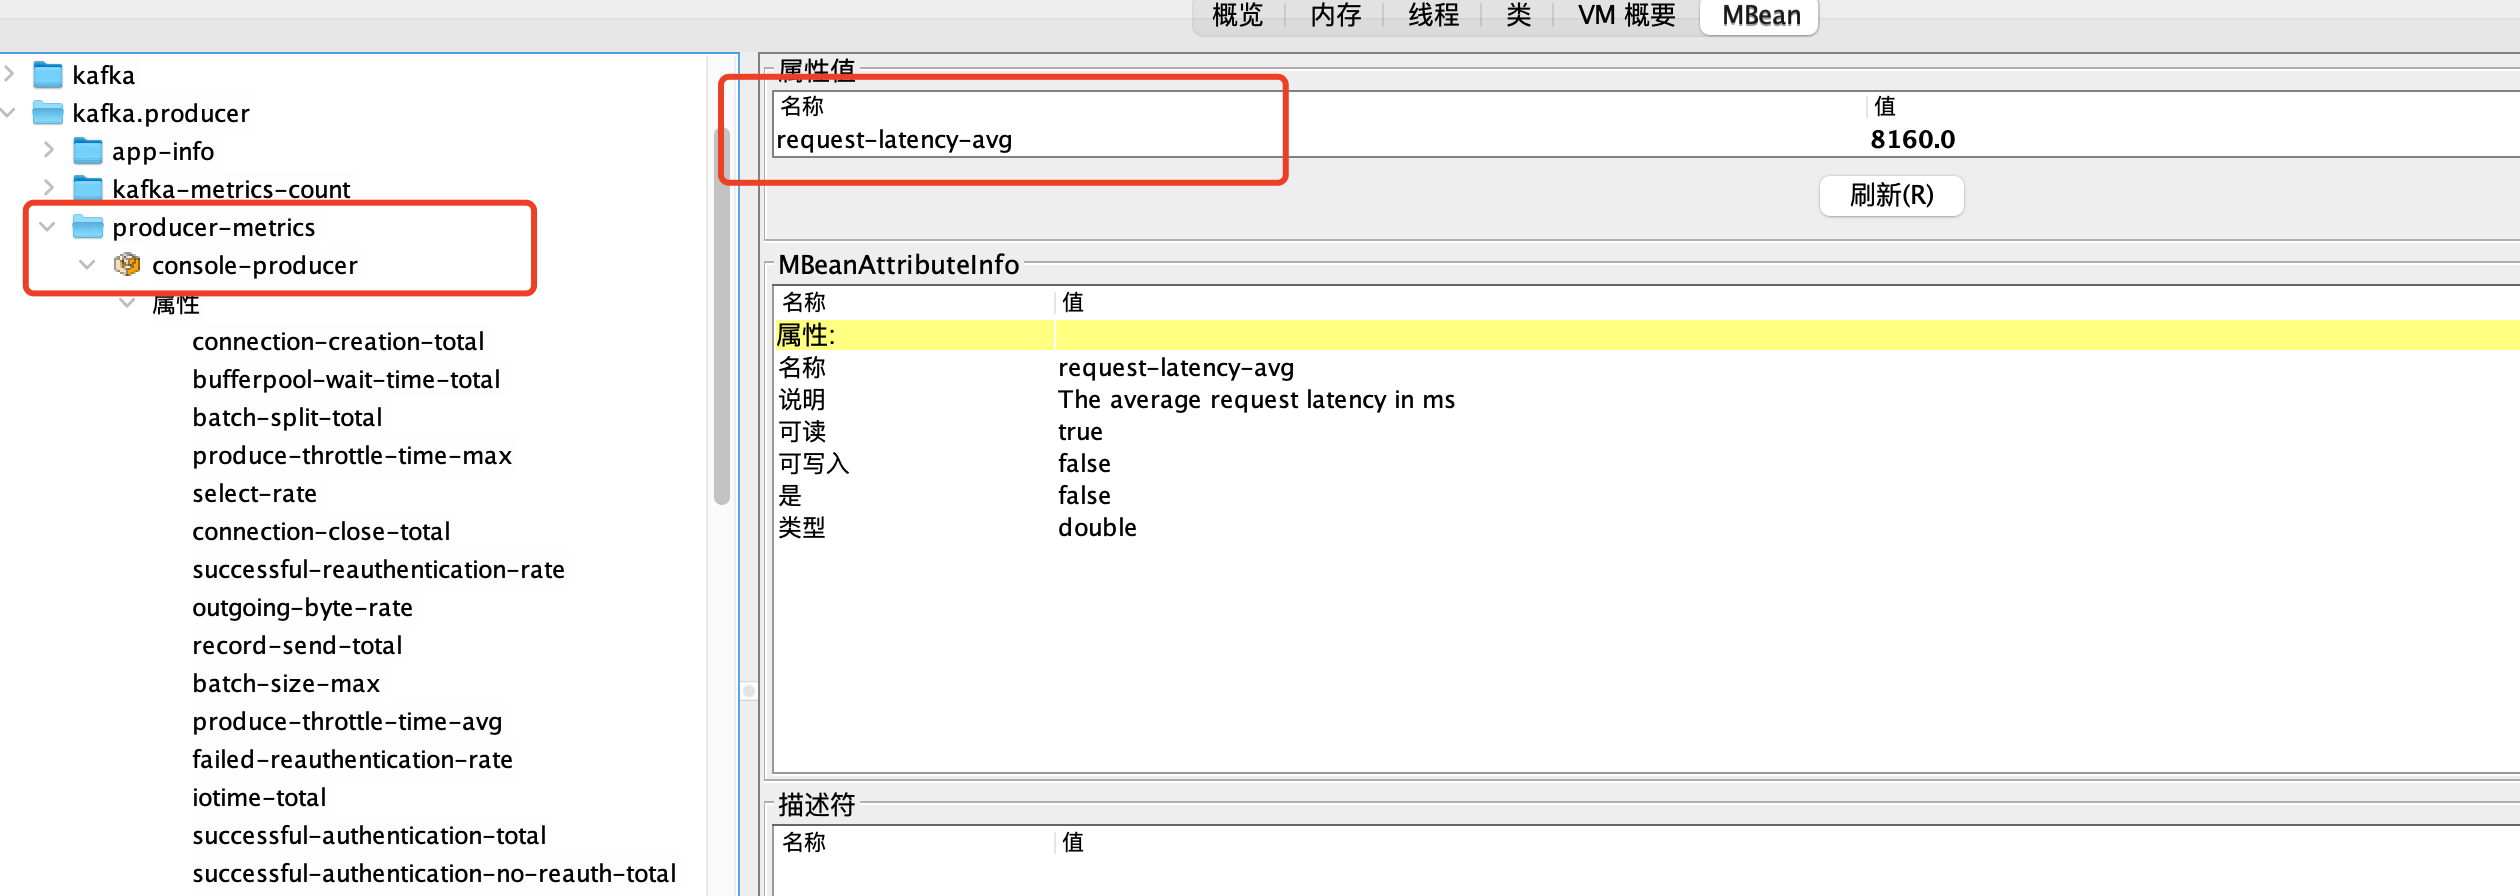 概览 内存 线程 类 VM 概要 MBean
kafka
kafka.producer
app-info
kafka-metrics-count
producer-metrics
console-producer
属性
connection-creation-total
bufferpool-wait-time-total
batch-split-total
produce-throttle-time-max
select-rate
connection-close-total
successful-reauthentication-rate
outgoing-byte-rate
record-send-total
batch-size-max
produce-throttle-time-avg
failed-reauthentication-rate
iotime-total
successful-authentication-total
successful-authentication-no-reauth-total
属性值
名称 值
request-latency-avg 8160.0
刷新(R)
MBeanAttributeInfo
名称 值
属性:
名称 request-latency-avg
说明 The average request latency in ms
可读 true
可写入 false
是 false
类型 double
描述符
名称 值